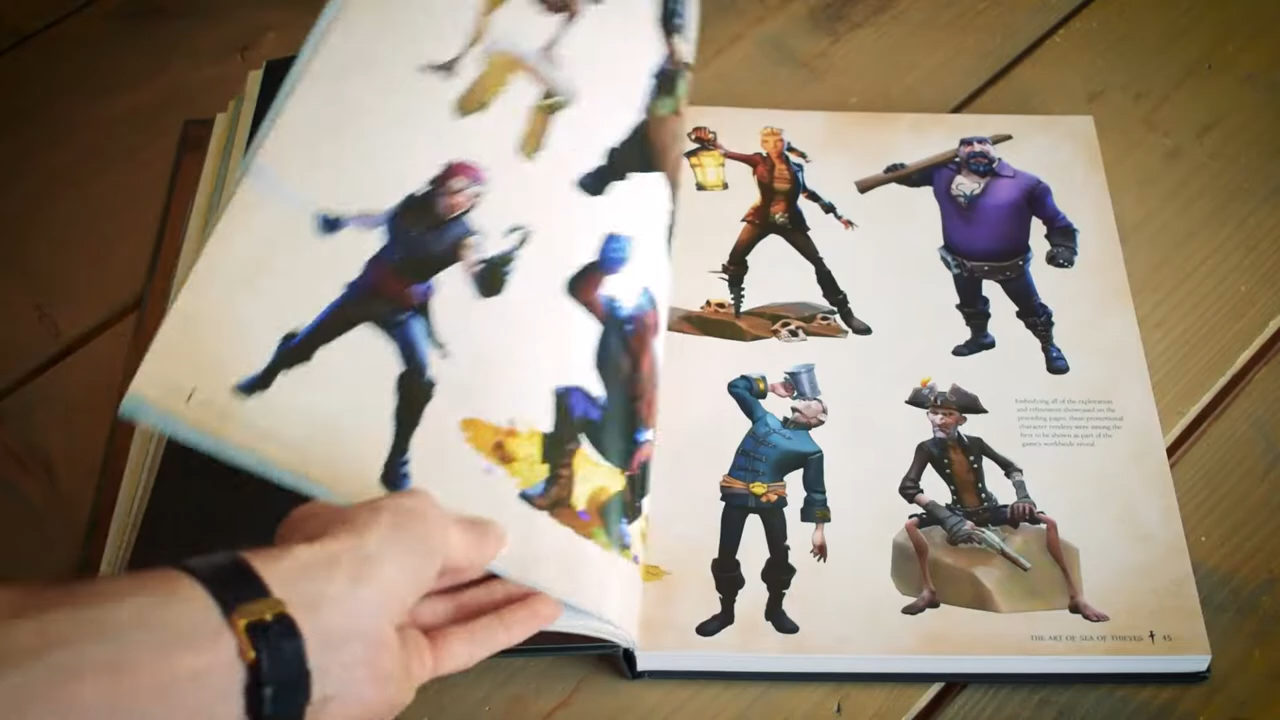 Embodying all of the exploration
and refinement showcased on the
preceding pages, these promotional
character renders were among the
first to be shown as part of the
game's worldwide reveal.
THE ART OF SEA OF THIEVES 45